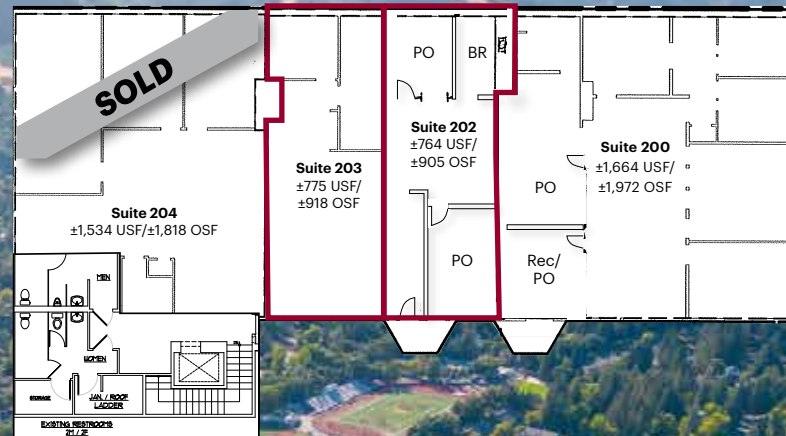 SOLD
PO
BR
Suite 202
±764 USF/
±905 OSF
Suite 203
±775 USF/
±918 OSF
Suite 200
±1,664 USF/
±1,972 OSF
Suite 204
±1,534 USF/±1,818 OSF
PO
PO
Rec/
PO
MEN
WOMEN
STORAGE
JAN. / ROOF
LADDER
EXISTING RESTROOMS
2M / 2F